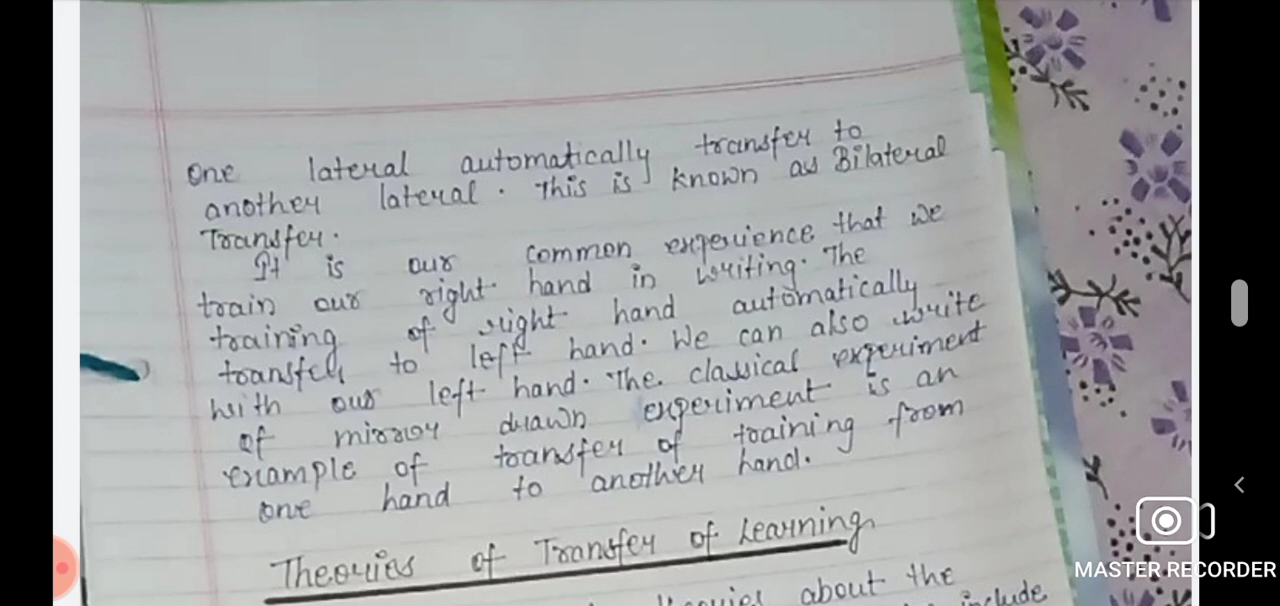 one lateral automatically transfer to
another lateral. This is known as Bilateral
Transfer.
It is our common experience that we
train our right hand in writing. The
training of right hand automatically
transfer to left hand. We can also write
with our left hand. The classical experiment
of mirror drawn experiment is an
example of transfer of training from
one hand to another hand.
Theories of Transfer of Learning
about the
include
MASTER RECORDER